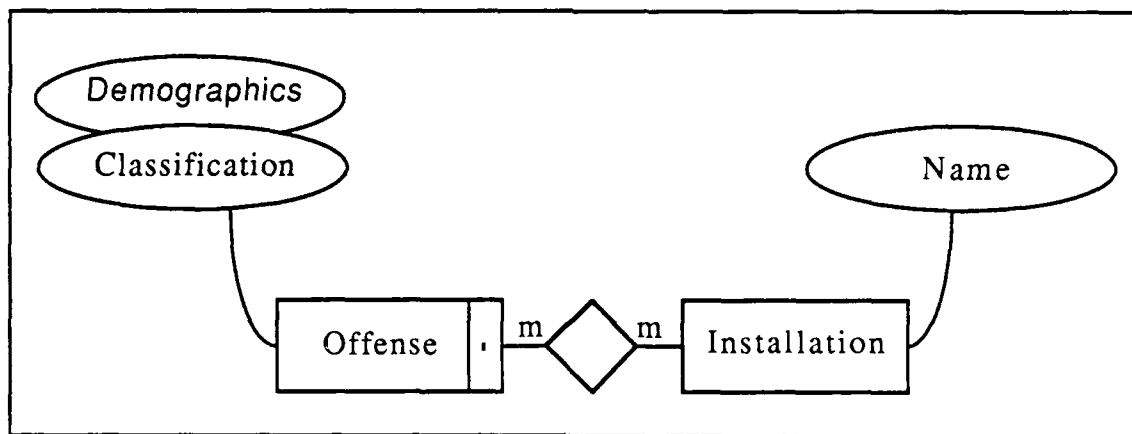 Demographics
Classification
Name
Offense
m
m
Installation